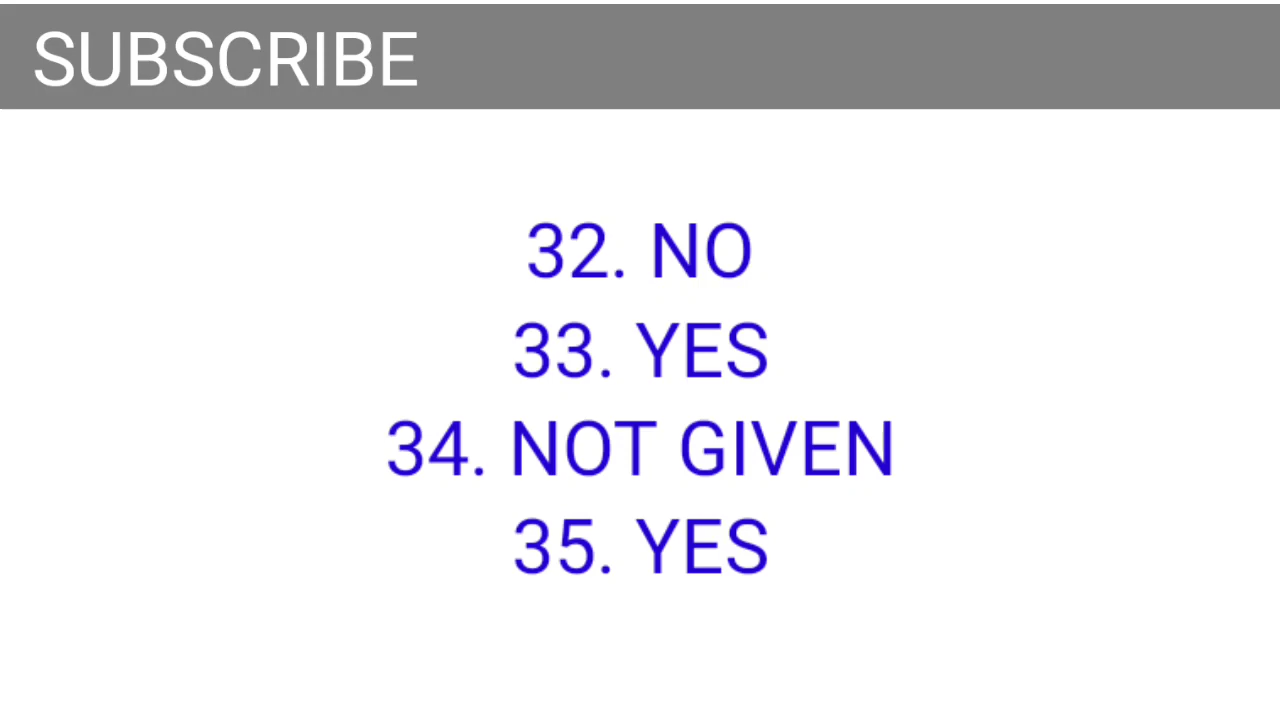 SUBSCRIBE
32. NO
33. YES
34. NOT GIVEN
35. YES